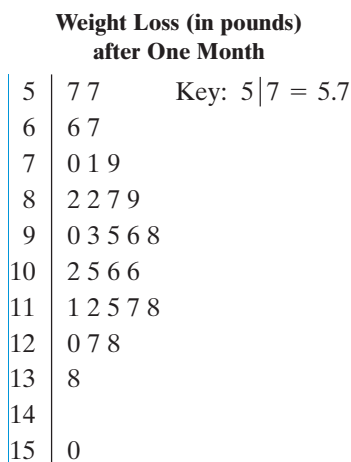 Weight Loss (in pounds)
after One Month
5 | 7 7 Key: 5|7 = 5.7
6 | 6 7
7 | 0 1 9
8 | 2 2 7 9
9 | 0 3 5 6 8
10 | 2 5 6 6
11 | 1 2 5 7 8
12 | 0 7 8
13 | 8
14 |
15 | 0